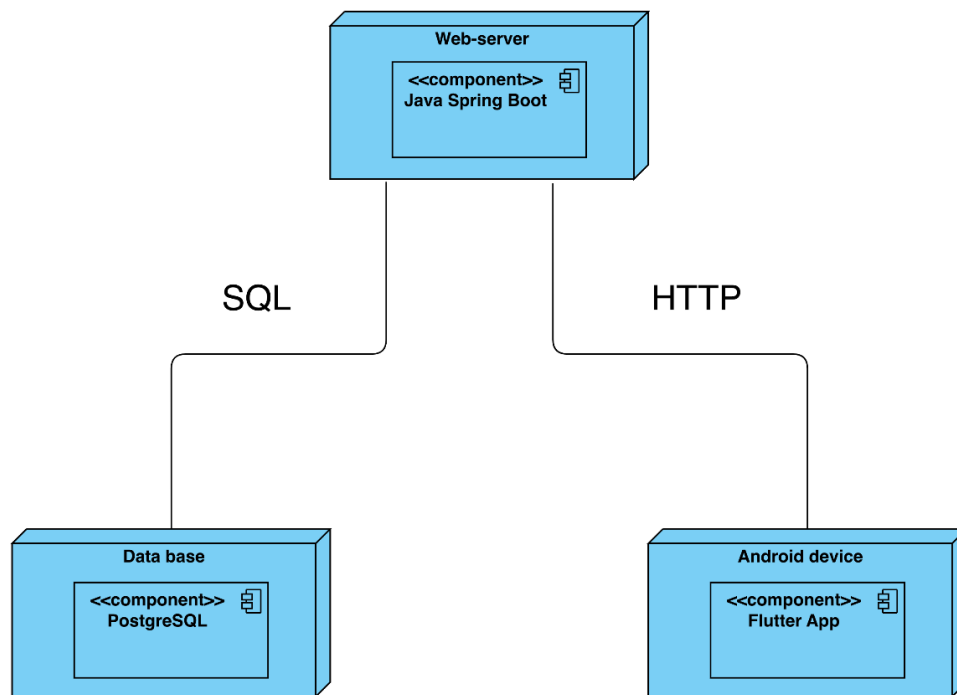 Web-server
<<component>>
Java Spring Boot
SQL
HTTP
Data base
<<component>>
PostgreSQL
Android device
<<component>>
Flutter App